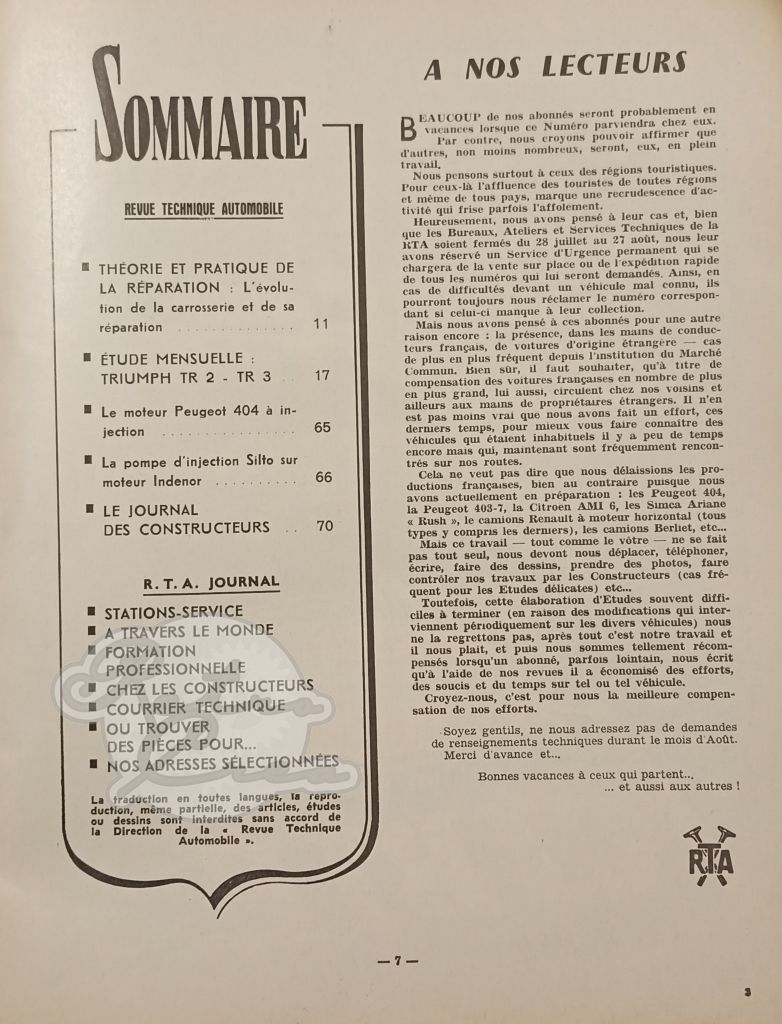 SOMMAIRE
REVUE TECHNIQUE AUTOMOBILE
■ THÉORIE ET PRATIQUE DE
LA RÉPARATION : L'évolu-
tion de la carrosserie et de sa
réparation . . . . . . . . . . . . . . 11
■ ÉTUDE MENSUELLE :
TRIUMPH TR 2 - TR 3 . . 17
■ Le moteur Peugeot 404 à in-
jection . . . . . . . . . . . . . . . 65
■ La pompe d'injection Silto sur
moteur Indenor . . . . . . . . . . 66
■ LE JOURNAL
DES CONSTRUCTEURS . . 70
R. T. A. JOURNAL
■ STATIONS-SERVICE
■ A TRAVERS LE MONDE
■ FORMATION
PROFESSIONNELLE
■ CHEZ LES CONSTRUCTEURS
■ COURRIER TECHNIQUE
■ OU TROUVER
DES PIÈCES POUR...
■ NOS ADRESSES SÉLECTIONNÉES
La traduction en toutes langues, la repro-
duction, même partielle, des articles, études
ou dessins sont interdites sans accord de
la Direction de la « Revue Technique
Automobile ».
A NOS LECTEURS
BEAUCOUP de nos abonnés seront probablement en
vacances lorsque ce Numéro parviendra chez eux.
Par contre, nous croyons pouvoir affirmer que
d'autres, non moins nombreux, seront, eux, en plein
travail.
Nous pensons surtout à ceux des régions touristiques.
Pour ceux-là l'affluence des touristes de toutes régions
et même de tous pays, marque une recrudescence d'ac-
tivité qui frise parfois l'affolement.
Heureusement, nous avons pensé à leur cas et, bien
que les Bureaux, Ateliers et Services Techniques de la
RTA soient fermés du 28 juillet au 27 août, nous leur
avons réservé un Service d'Urgence permanent qui se
chargera de la vente sur place ou de l'expédition rapide
de tous les numéros qui lui seront demandés. Ainsi, en
cas de difficultés devant un véhicule mal connu, ils
pourront toujours nous réclamer le numéro correspon-
dant si celui-ci manque à leur collection.
Mais nous avons pensé à ces abonnés pour une autre
raison encore : la présence, dans les mains de conduc-
teurs français, de voitures d'origine étrangère — cas
de plus en plus fréquent depuis l'institution du Marché
Commun. Bien sûr, il faut souhaiter, qu'à titre de
compensation des voitures françaises en nombre de plus
en plus grand, lui aussi, circulent chez nos voisins et
ailleurs aux mains de propriétaires étrangers. Il n'en
est pas moins vrai que nous avons fait un effort, ces
derniers temps, pour mieux vous faire connaître des
véhicules qui étaient inhabituels il y a peu de temps
encore mais qui, maintenant sont fréquemment rencon-
trés sur nos routes.
Cela ne veut pas dire que nous délaissions les pro-
ductions françaises, bien au contraire puisque nous
avons actuellement en préparation : les Peugeot 404,
la Peugeot 403-7, la Citroen AMI 6, les Simca Ariane
« Rush », le camions Renault à moteur horizontal (tous
types y compris les derniers), les camions Berliet, etc...
Mais ce travail — tout comme le vôtre — ne se fait
pas tout seul, nous devont nous déplacer, téléphoner,
écrire, faire des dessins, prendre des photos, faire
contrôler nos travaux par les Constructeurs (cas fré-
quent pour les Etudes délicates) etc...
Toutefois, cette élaboration d'Etudes souvent diffi-
ciles à terminer (en raison des modifications qui inter-
viennent périodiquement sur les divers véhicules) nous
ne la regrettons pas, après tout c'est notre travail et
il nous plait, et puis nous sommes tellement récom-
pensés lorsqu'un abonné, parfois lointain, nous écrit
qu'à l'aide de nos revues il a économisé des efforts,
des soucis et du temps sur tel ou tel véhicule.
Croyez-nous, c'est pour nous la meilleure compen-
sation de nos efforts.
Soyez gentils, ne nous adressez pas de demandes
de renseignements techniques durant le mois d'Août.
Merci d'avance et...
Bonnes vacances à ceux qui partent...
... et aussi aux autres !
RTA
— 7 —
3